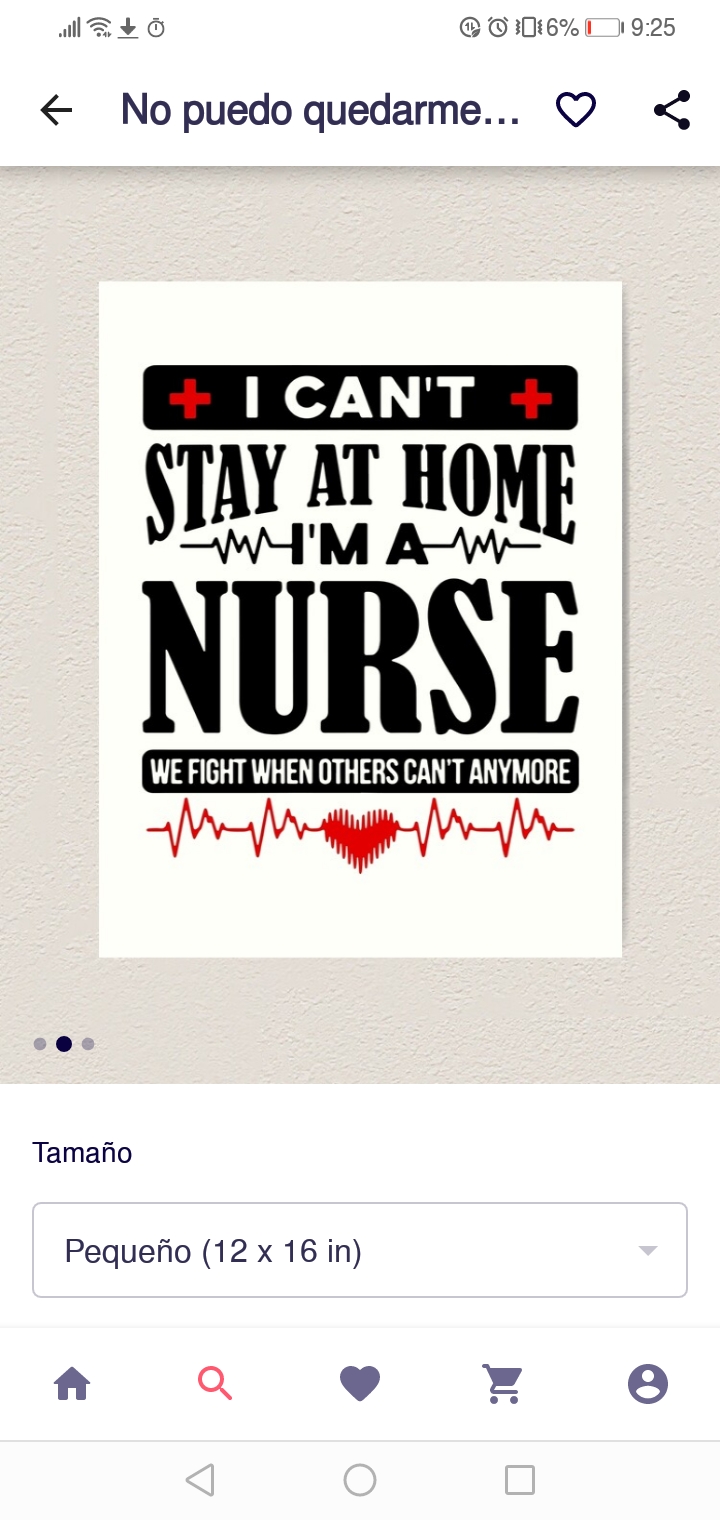 6% 9:25
No puedo quedarme...
I CAN'T
STAY AT HOME
I'M A
NURSE
WE FIGHT WHEN OTHERS CAN'T ANYMORE
Tamaño
Pequeño (12 x 16 in)